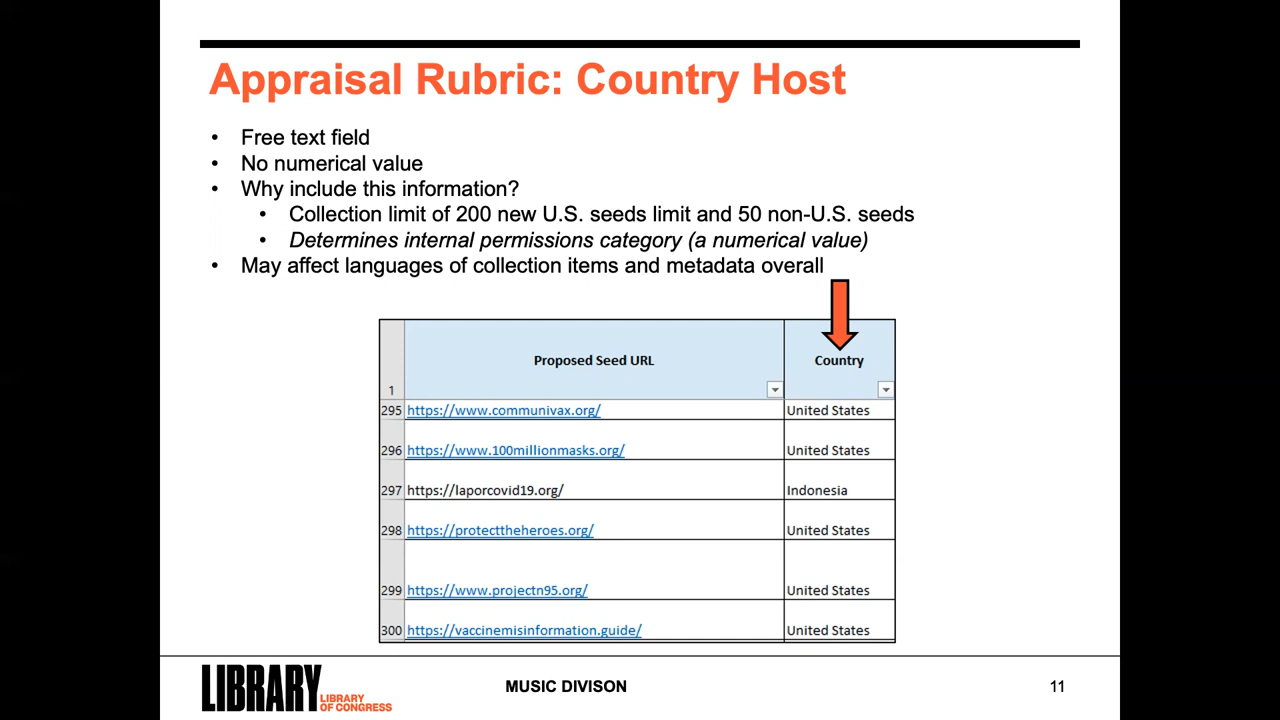 Appraisal Rubric: Country Host
• Free text field
• No numerical value
• Why include this information?
• Collection limit of 200 new U.S. seeds limit and 50 non-U.S. seeds
• Determines internal permissions category (a numerical value)
• May affect languages of collection items and metadata overall
1 Proposed Seed URL Country
295 https://www.communivax.org/ United States
296 https://www.100millionmasks.org/ United States
297 https://laporcovid19.org/ Indonesia
298 https://protecttheheroes.org/ United States
299 https://www.projectn95.org/ United States
300 https://vaccinemisinformation.guide/ United States
LIBRARY
LIBRARY
OF CONGRESS
MUSIC DIVISON
11